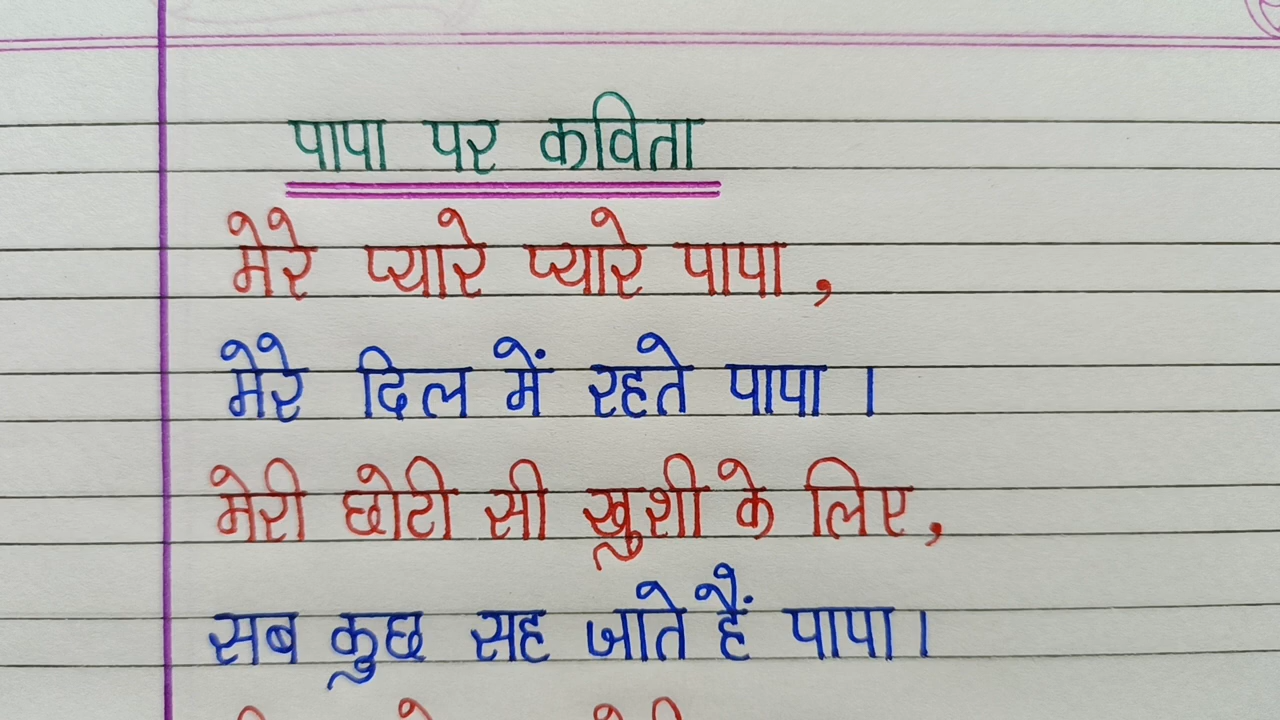 पापा पर कविता
मेरे प्यारे प्यारे पापा,
मेरे दिल में रहते पापा।
मेरी छोटी सी खुशी के लिए,
सब कुछ सह जाते हैं पापा।